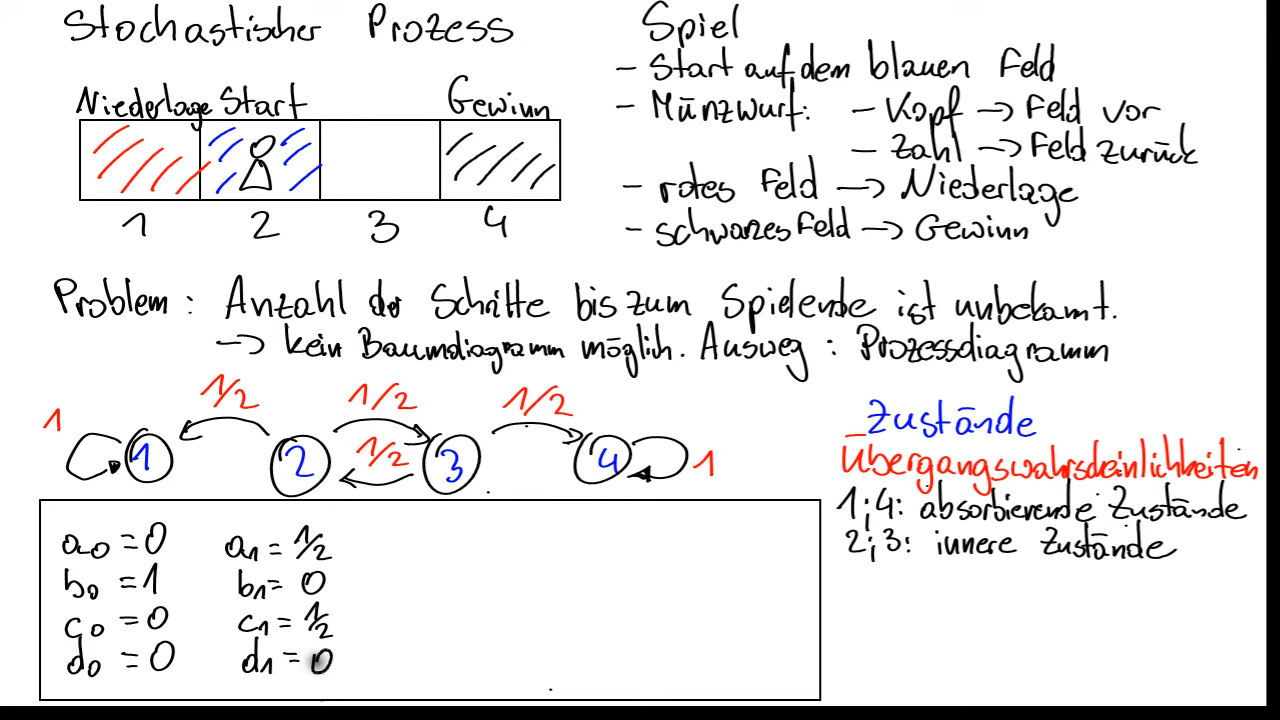 Stochastischer Prozess
Niederlage Start Gewinn
1 2 3 4
Spiel
- Start auf dem blauen Feld
- Münzwurf: - Kopf → Feld vor
- Zahl → Feld zurück
- rotes Feld → Niederlage
- schwarzes Feld → Gewinn
Problem: Anzahl der Schritte bis zum Spielende ist unbekamt.
→ kein Baumdiagramm möglich. Ausweg: Prozessdiagramm
1 1/2 1/2 1/2
1 2 1/2 3 4 1
Zustände
Übergangswahrscheinlichkeiten
1;4: absorbierende Zustände
2;3: innere Zustände
a0 = 0 a1 = 1/2
b0 = 1 b1 = 0
c0 = 0 c1 = 1/2
d0 = 0 d1 = 0